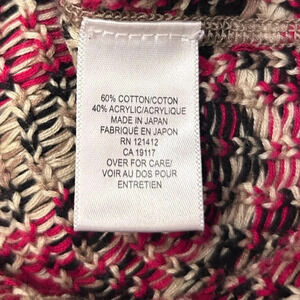 60% COTTON/COTON
40% ACRYLIC/ACRYLIQUE
MADE IN JAPAN
FABRIQUÉ EN JAPON
RN 121412
CA 19117
OVER FOR CARE/
VOIR AU DOS POUR
ENTRETIEN